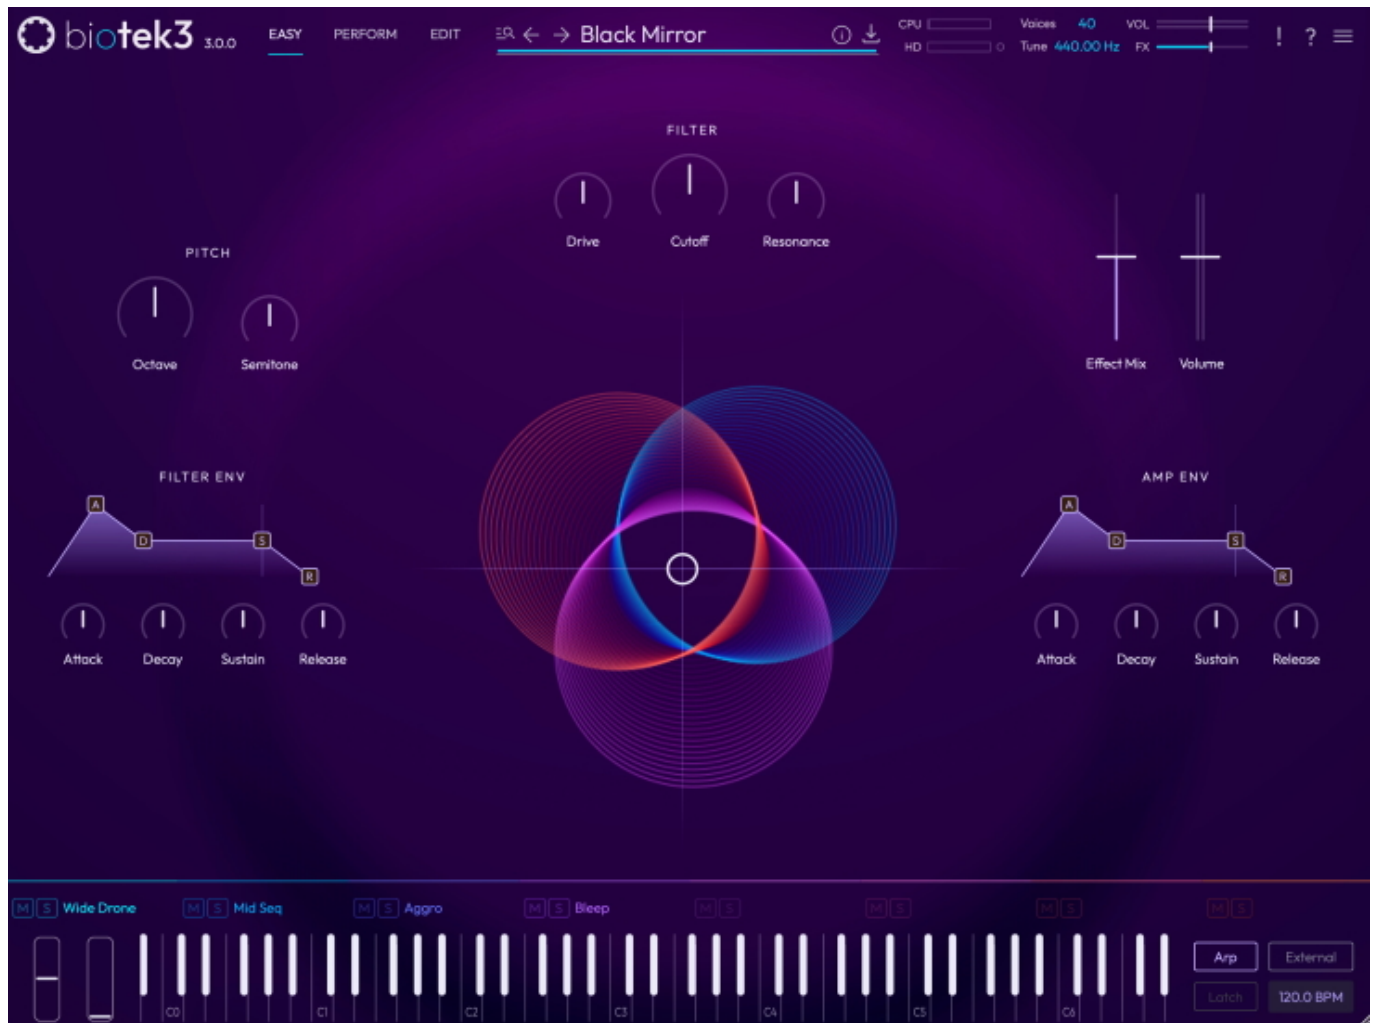 biotek3 3.0.0
EASY PERFORM EDIT
Black Mirror
CPU
HD
Voices 40
Tune 440.00 Hz
VOL
FX
! ?
FILTER
Drive Cutoff Resonance
PITCH
Octave Semitone
Effect Mix Volume
FILTER ENV
A
D S
R
Attack Decay Sustain Release
AMP ENV
A
D S
R
Attack Decay Sustain Release
M S Wide Drone M S Mid Seq M S Aggro M S Bleep M S M S M S M S
Arp External
Latch 120.0 BPM
C0 C1 C2 C3 C4 C5 C6